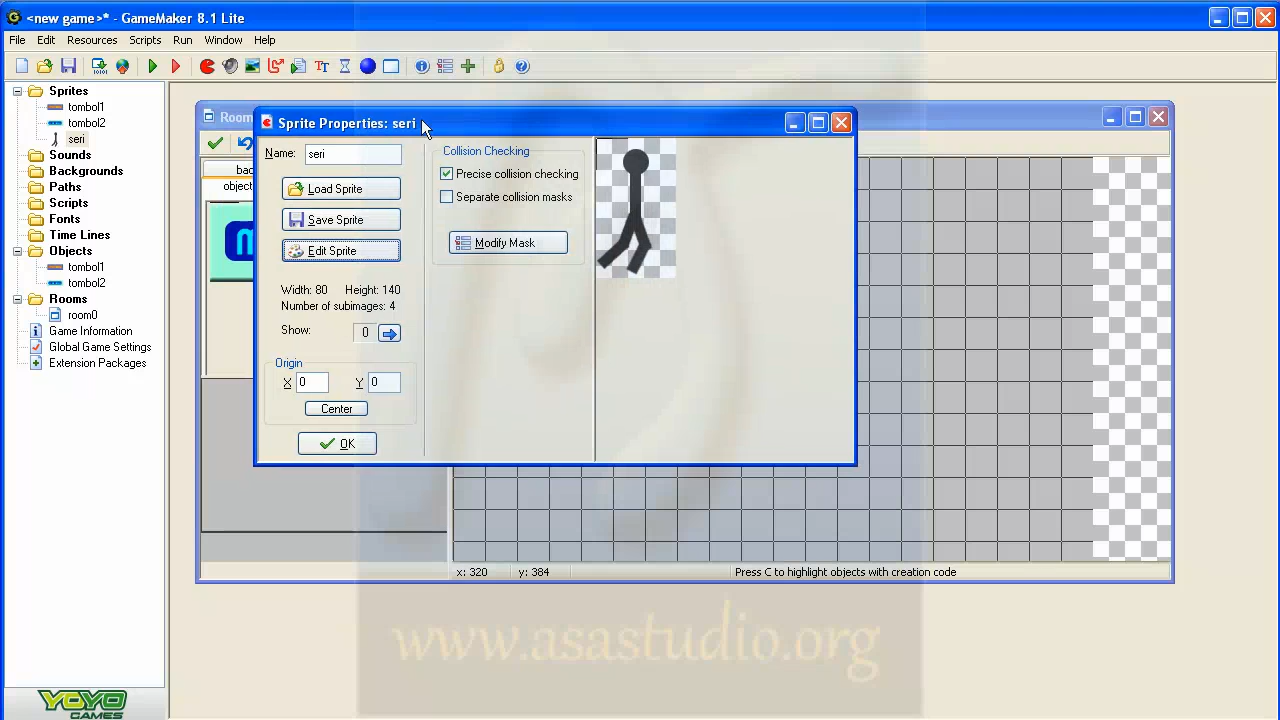 <new game>* - GameMaker 8.1 Lite
File Edit Resources Scripts Run Window Help
Sprites
tombol1
tombol2
seri
Sounds
Backgrounds
Paths
Scripts
Fonts
Time Lines
Objects
tombol1
tombol2
Rooms
room0
Game Information
Global Game Settings
Extension Packages
YOYO
GAMES
Room
bac
object
Sprite Properties: seri
Name: seri
Load Sprite
Save Sprite
Edit Sprite
Width: 80 Height: 140
Number of subimages: 4
Show: 0
Origin
X 0 Y 0
Center
OK
Collision Checking
Precise collision checking
Separate collision masks
Modify Mask
x: 320 y: 384 Press C to highlight objects with creation code
www.asastudio.org